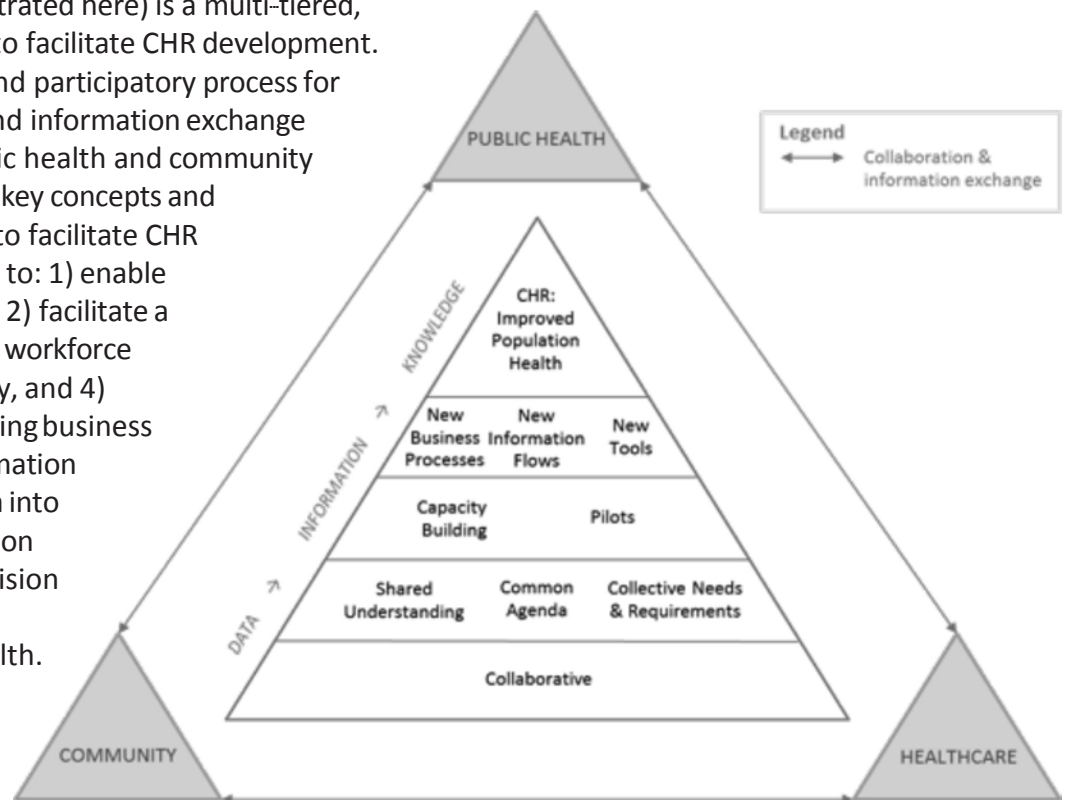 trated here) is a multi-tiered,
to facilitate CHR development.
nd participatory process for
nd information exchange
ic health and community
key concepts and
to facilitate CHR
to: 1) enable
2) facilitate a
workforce
y, and 4)
ing business
mation
into
on
ision
lth.
PUBLIC HEALTH
Legend
Collaboration &
information exchange
KNOWLEDGE
INFORMATION
DATA
CHR:
Improved
Population
Health
New
Business
Processes
New
Information
Flows
New
Tools
Capacity
Building
Pilots
Shared
Understanding
Common
Agenda
Collective Needs
& Requirements
Collaborative
COMMUNITY
HEALTHCARE